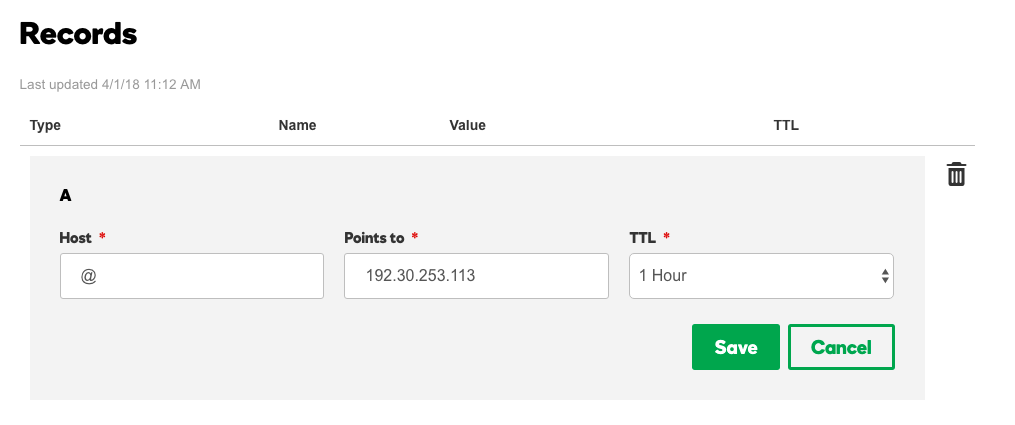 Records
Last updated 4/1/18 11:12 AM
Type Name Value TTL
A
Host * Points to * TTL *
@ 192.30.253.113 1 Hour
Save Cancel